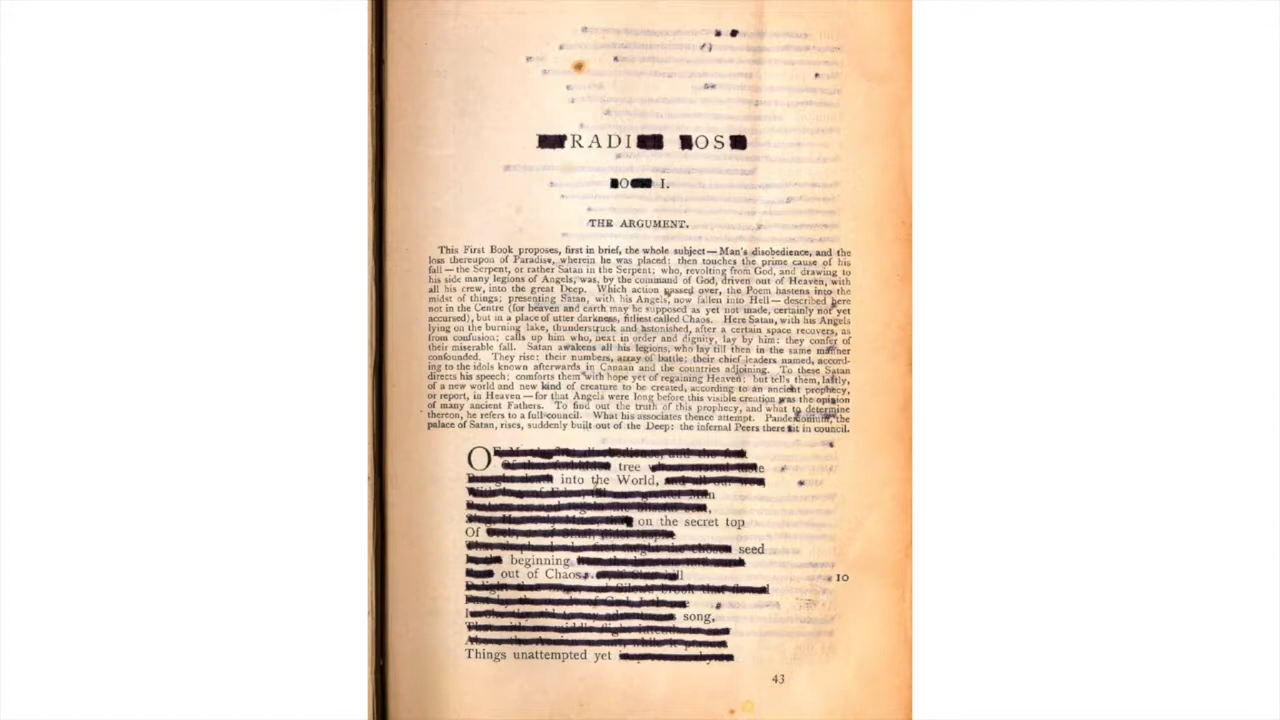 RADI OS
O I.
THE ARGUMENT.
This First Book proposes, first in brief, the whole subject — Man's disobedience, and the
loss thereupon of Paradise, wherein he was placed: then touches the prime cause of his
fall — the Serpent, or rather Satan in the Serpent; who, revolting from God, and drawing to
his side many legions of Angels, was, by the command of God, driven out of Heaven, with
all his crew, into the great Deep. Which action passed over, the Poem hastens into the
midst of things; presenting Satan, with his Angels, now fallen into Hell — described here
not in the Centre (for heaven and earth may be supposed as yet not made, certainly not yet
accursed), but in a place of utter darkness, fitliest called Chaos. Here Satan, with his Angels
lying on the burning lake, thunderstruck and astonished, after a certain space recovers, as
from confusion; calls up him who, next in order and dignity, lay by him: they confer of
their miserable fall. Satan awakens all his legions, who lay till then in the same manner
confounded. They rise: their numbers, array of battle; their chief leaders named, accord-
ing to the idols known afterwards in Canaan and the countries adjoining. To these Satan
directs his speech; comforts them with hope yet of regaining Heaven; but tells them, lastly,
of a new world and new kind of creature to be created, according to an ancient prophecy,
or report, in Heaven — for that Angels were long before this visible creation was the opinion
of many ancient Fathers. To find out the truth of this prophecy, and what to determine
thereon, he refers to a full council. What his associates thence attempt. Pandemonium, the
palace of Satan, rises, suddenly built out of the Deep: the infernal Peers there sit in council.
O
tree
into the World,
Man
on the secret top
Of
seed
beginning
out of Chaos
10
song,
Things unattempted yet
43